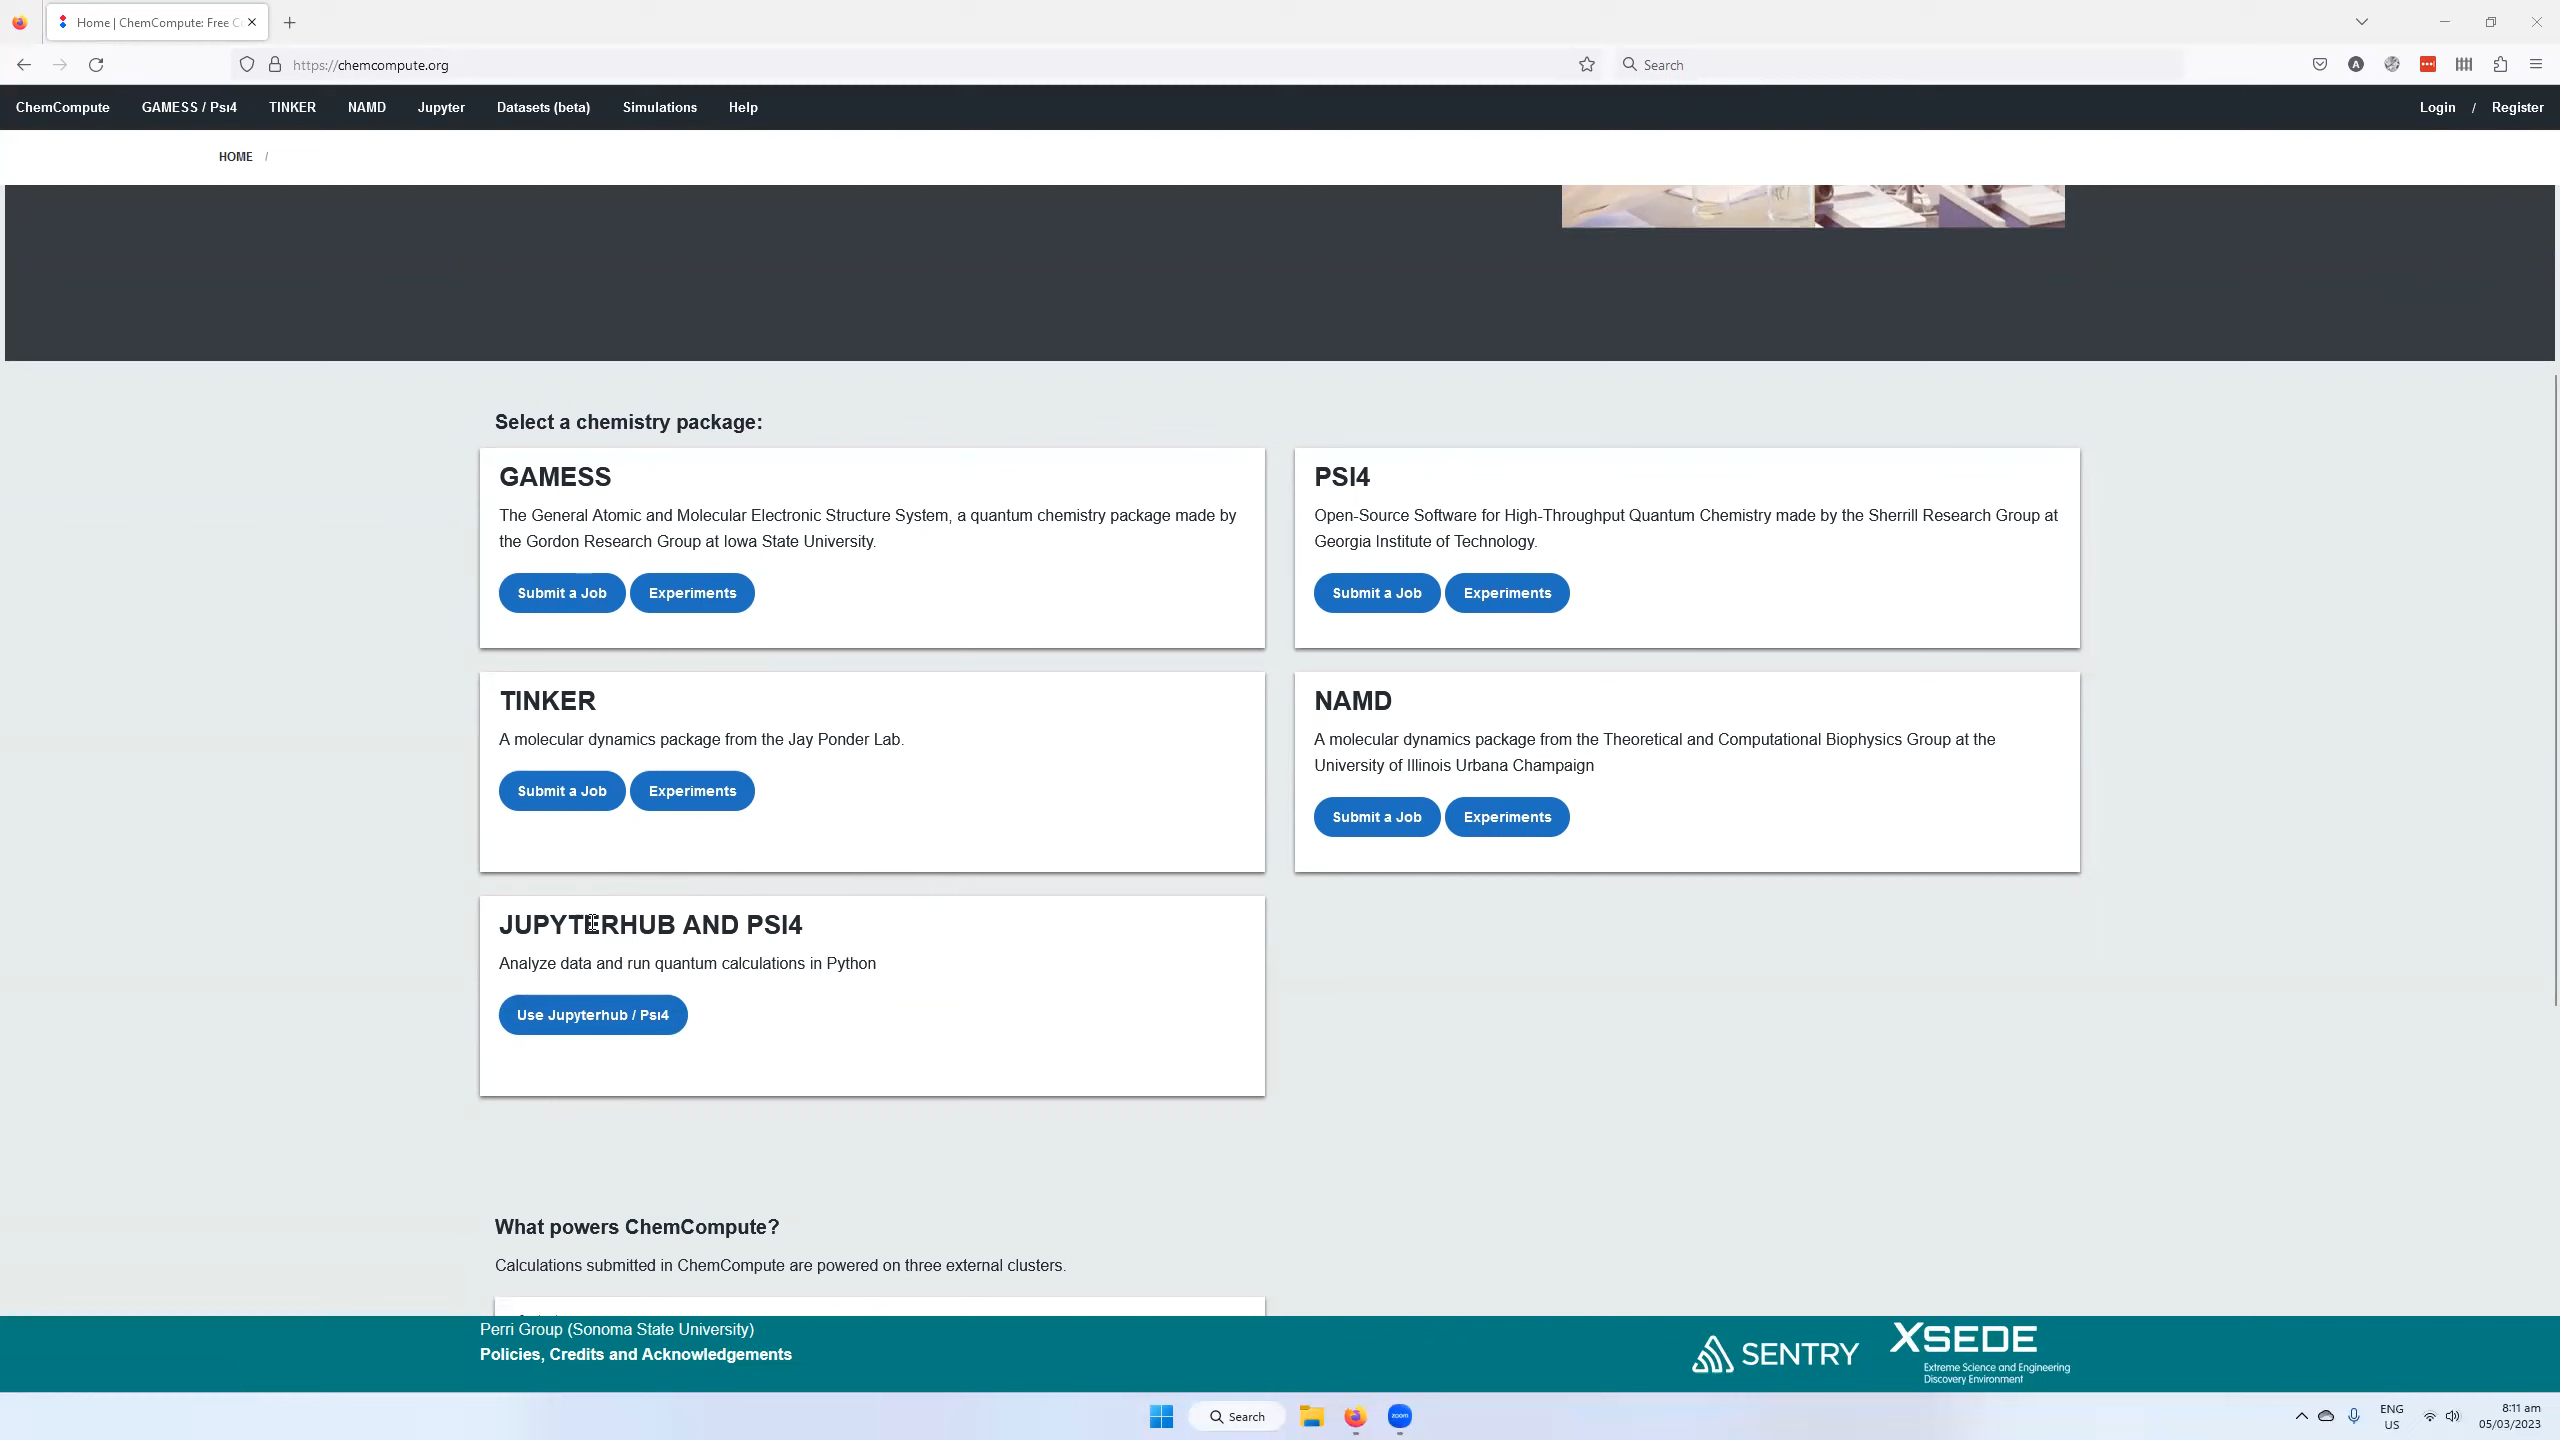 Home | ChemCompute: Free C
https://chemcompute.org
Search
ChemCompute
GAMESS / Psi4
TINKER
NAMD
Jupyter
Datasets (beta)
Simulations
Help
Login / Register
HOME /
Select a chemistry package:
GAMESS
The General Atomic and Molecular Electronic Structure System, a quantum chemistry package made by
the Gordon Research Group at Iowa State University.
Submit a Job
Experiments
PSI4
Open-Source Software for High-Throughput Quantum Chemistry made by the Sherrill Research Group at
Georgia Institute of Technology.
Submit a Job
Experiments
TINKER
A molecular dynamics package from the Jay Ponder Lab.
Submit a Job
Experiments
NAMD
A molecular dynamics package from the Theoretical and Computational Biophysics Group at the
University of Illinois Urbana Champaign
Submit a Job
Experiments
JUPYTERHUB AND PSI4
Analyze data and run quantum calculations in Python
Use Jupyterhub / Psi4
What powers ChemCompute?
Calculations submitted in ChemCompute are powered on three external clusters.
Perri Group (Sonoma State University)
Policies, Credits and Acknowledgements
SENTRY
XSEDE
Extreme Science and Engineering
Discovery Environment
Search
zoom
ENG
US
8:11 am
05/03/2023